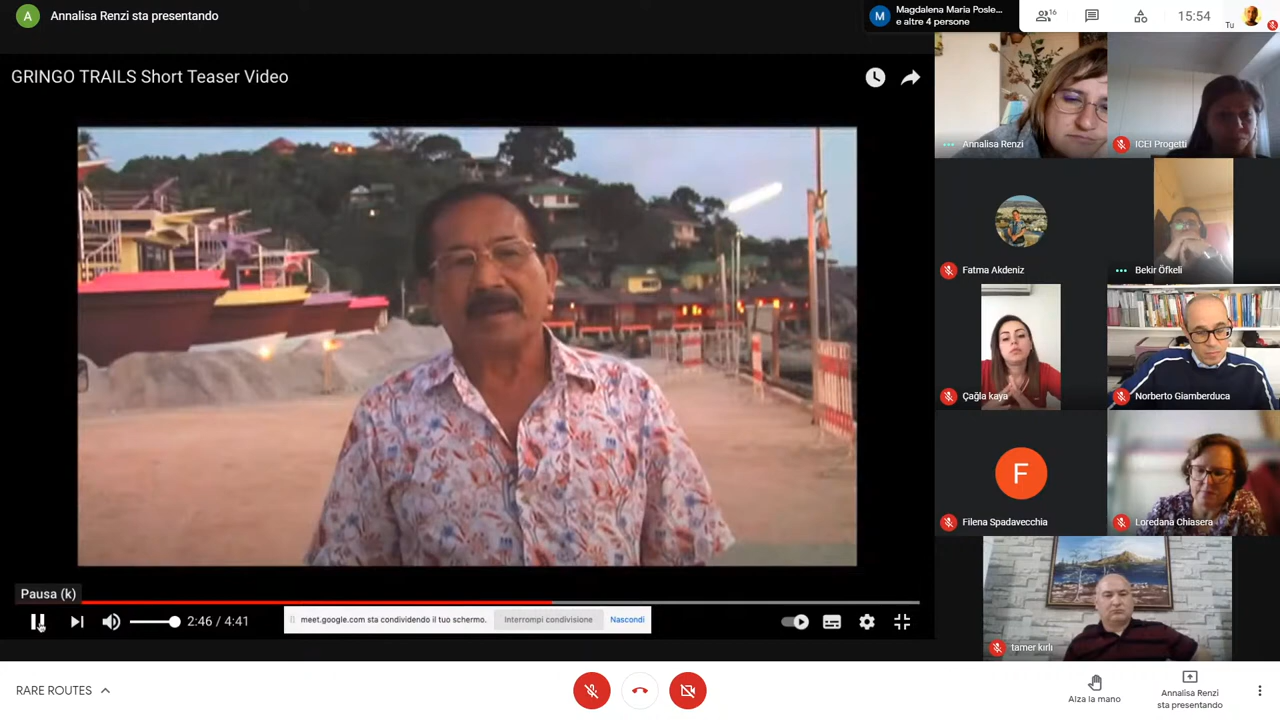 A
Annalisa Renzi sta presentando
M
Magdalena Maria Posle...
e altre 4 persone
16
15:54
Tu
GRINGO TRAILS Short Teaser Video
Annalisa Renzi
ICEI Progetti
Fatma Akdeniz
Bekir Öfkeli
Çağla kaya
Norberto Giamberduca
F
Filena Spadavecchia
Loredana Chiasera
tamer kırlı
Pausa (k)
2:46 / 4:41
meet.google.com sta condividendo il tuo schermo.
Interrompi condivisione
Nascondi
RARE ROUTES
Alza la mano
Annalisa Renzi
sta presentando